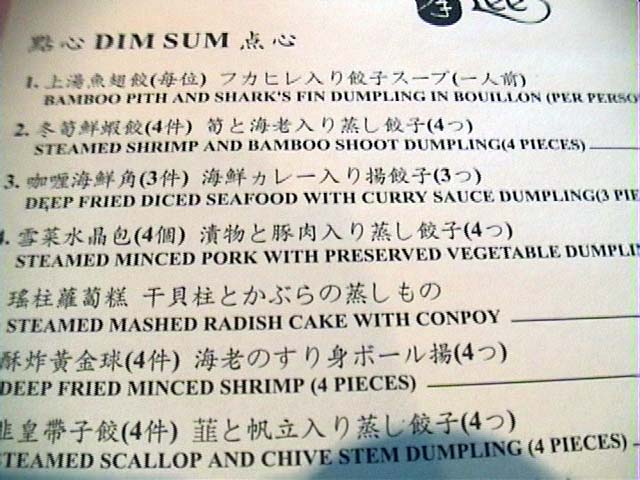 李 Lee
點心 DIM SUM 点心
1. 上湯魚翅餃(每位) フカヒレ入り餃子スープ(一人前)
BAMBOO PITH AND SHARK'S FIN DUMPLING IN BOUILLON (PER PERSO
2. 冬筍鮮蝦餃(4件) 筍と海老入り蒸し餃子(4つ)
STEAMED SHRIMP AND BAMBOO SHOOT DUMPLING(4 PIECES)
3. 咖喱海鮮角(3件) 海鮮カレー入り揚餃子(3つ)
DEEP FRIED DICED SEAFOOD WITH CURRY SAUCE DUMPLING(3 PIE
4. 雪菜水晶包(4個) 漬物と豚肉入り蒸し餃子(4つ)
STEAMED MINCED PORK WITH PRESERVED VEGETABLE DUMPLIN
瑤柱蘿蔔糕 干貝柱とかぶらの蒸しもの
STEAMED MASHED RADISH CAKE WITH CONPOY
酥炸黃金球(4件) 海老のすり身ボール揚(4つ)
DEEP FRIED MINCED SHRIMP (4 PIECES)
韮皇帶子餃(4件) 韮と帆立入り蒸し餃子(4つ)
STEAMED SCALLOP AND CHIVE STEM DUMPLING (4 PIECES)